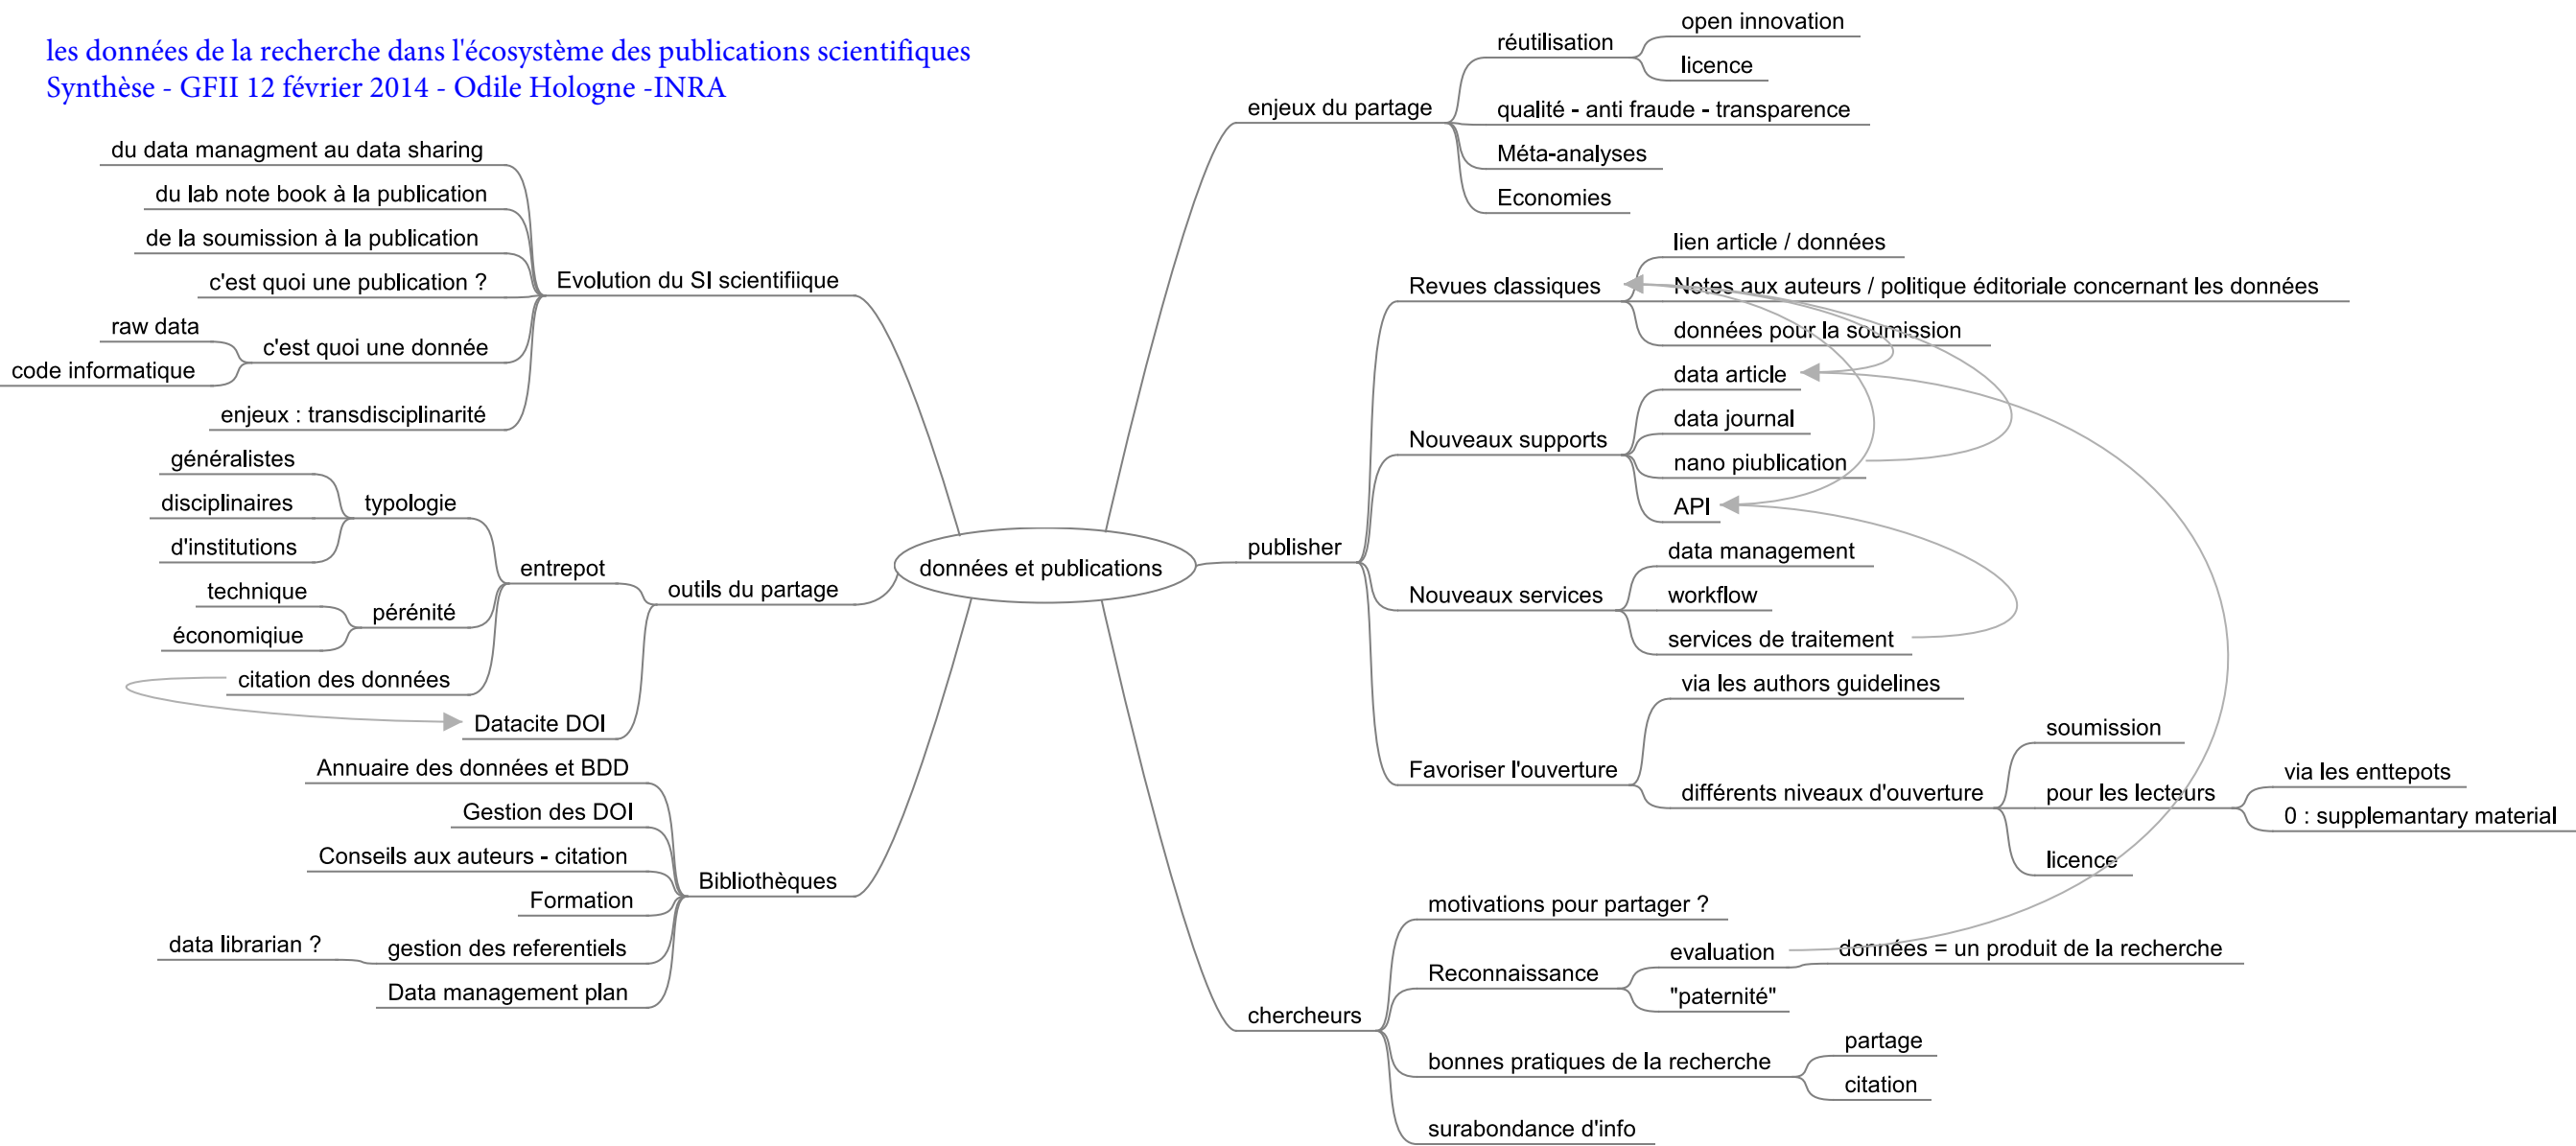 les données de la recherche dans l'écosystème des publications scientifiques
Synthèse - GFII 12 février 2014 - Odile Hologne -INRA
données et publications
Evolution du SI scientifiique
du data managment au data sharing
du lab note book à la publication
de la soumission à la publication
c'est quoi une publication ?
c'est quoi une donnée
raw data
code informatique
enjeux : transdisciplinarité
outils du partage
entrepot
typologie
généralistes
disciplinaires
d'institutions
pérénité
technique
économiqiue
citation des données
Datacite DOI
Bibliothèques
Annuaire des données et BDD
Gestion des DOI
Conseils aux auteurs - citation
Formation
gestion des referentiels
data librarian ?
Data management plan
enjeux du partage
réutilisation
open innovation
licence
qualité - anti fraude - transparence
Méta-analyses
Economies
publisher
Revues classiques
lien article / données
Notes aux auteurs / politique éditoriale concernant les données
données pour la soumission
Nouveaux supports
data article
data journal
nano piublication
API
Nouveaux services
data management
workflow
services de traitement
Favoriser l'ouverture
via les authors guidelines
différents niveaux d'ouverture
soumission
pour les lecteurs
via les enttepots
0 : supplemantary material
licence
chercheurs
motivations pour partager ?
Reconnaissance
evaluation
données = un produit de la recherche
"paternité"
bonnes pratiques de la recherche
partage
citation
surabondance d'info